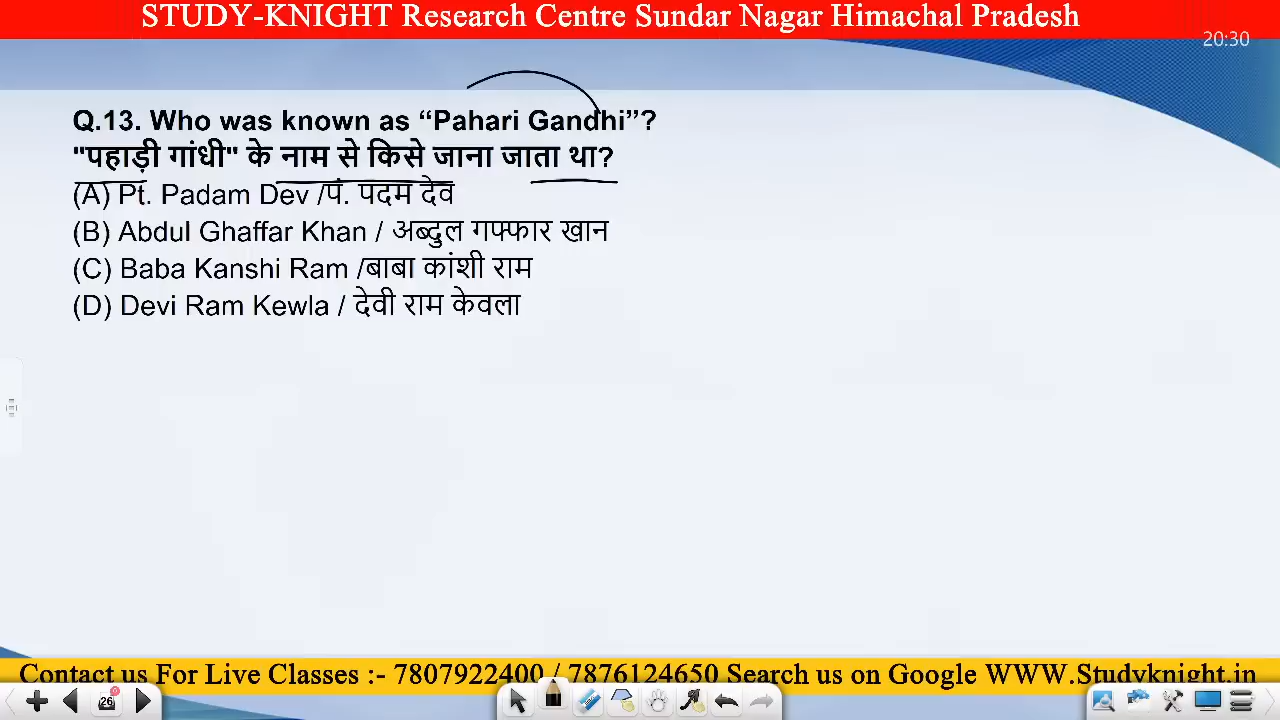 STUDY-KNIGHT Research Centre Sundar Nagar Himachal Pradesh
20:30
Q.13. Who was known as “Pahari Gandhi”?
"पहाड़ी गांधी" के नाम से किसे जाना जाता था?
(A) Pt. Padam Dev /पं. पदम देव
(B) Abdul Ghaffar Khan / अब्दुल गफ्फार खान
(C) Baba Kanshi Ram /बाबा कांशी राम
(D) Devi Ram Kewla / देवी राम केवला
Contact us For Live Classes :- 7807922400 / 7876124650 Search us on Google WWW.Studyknight.in
26